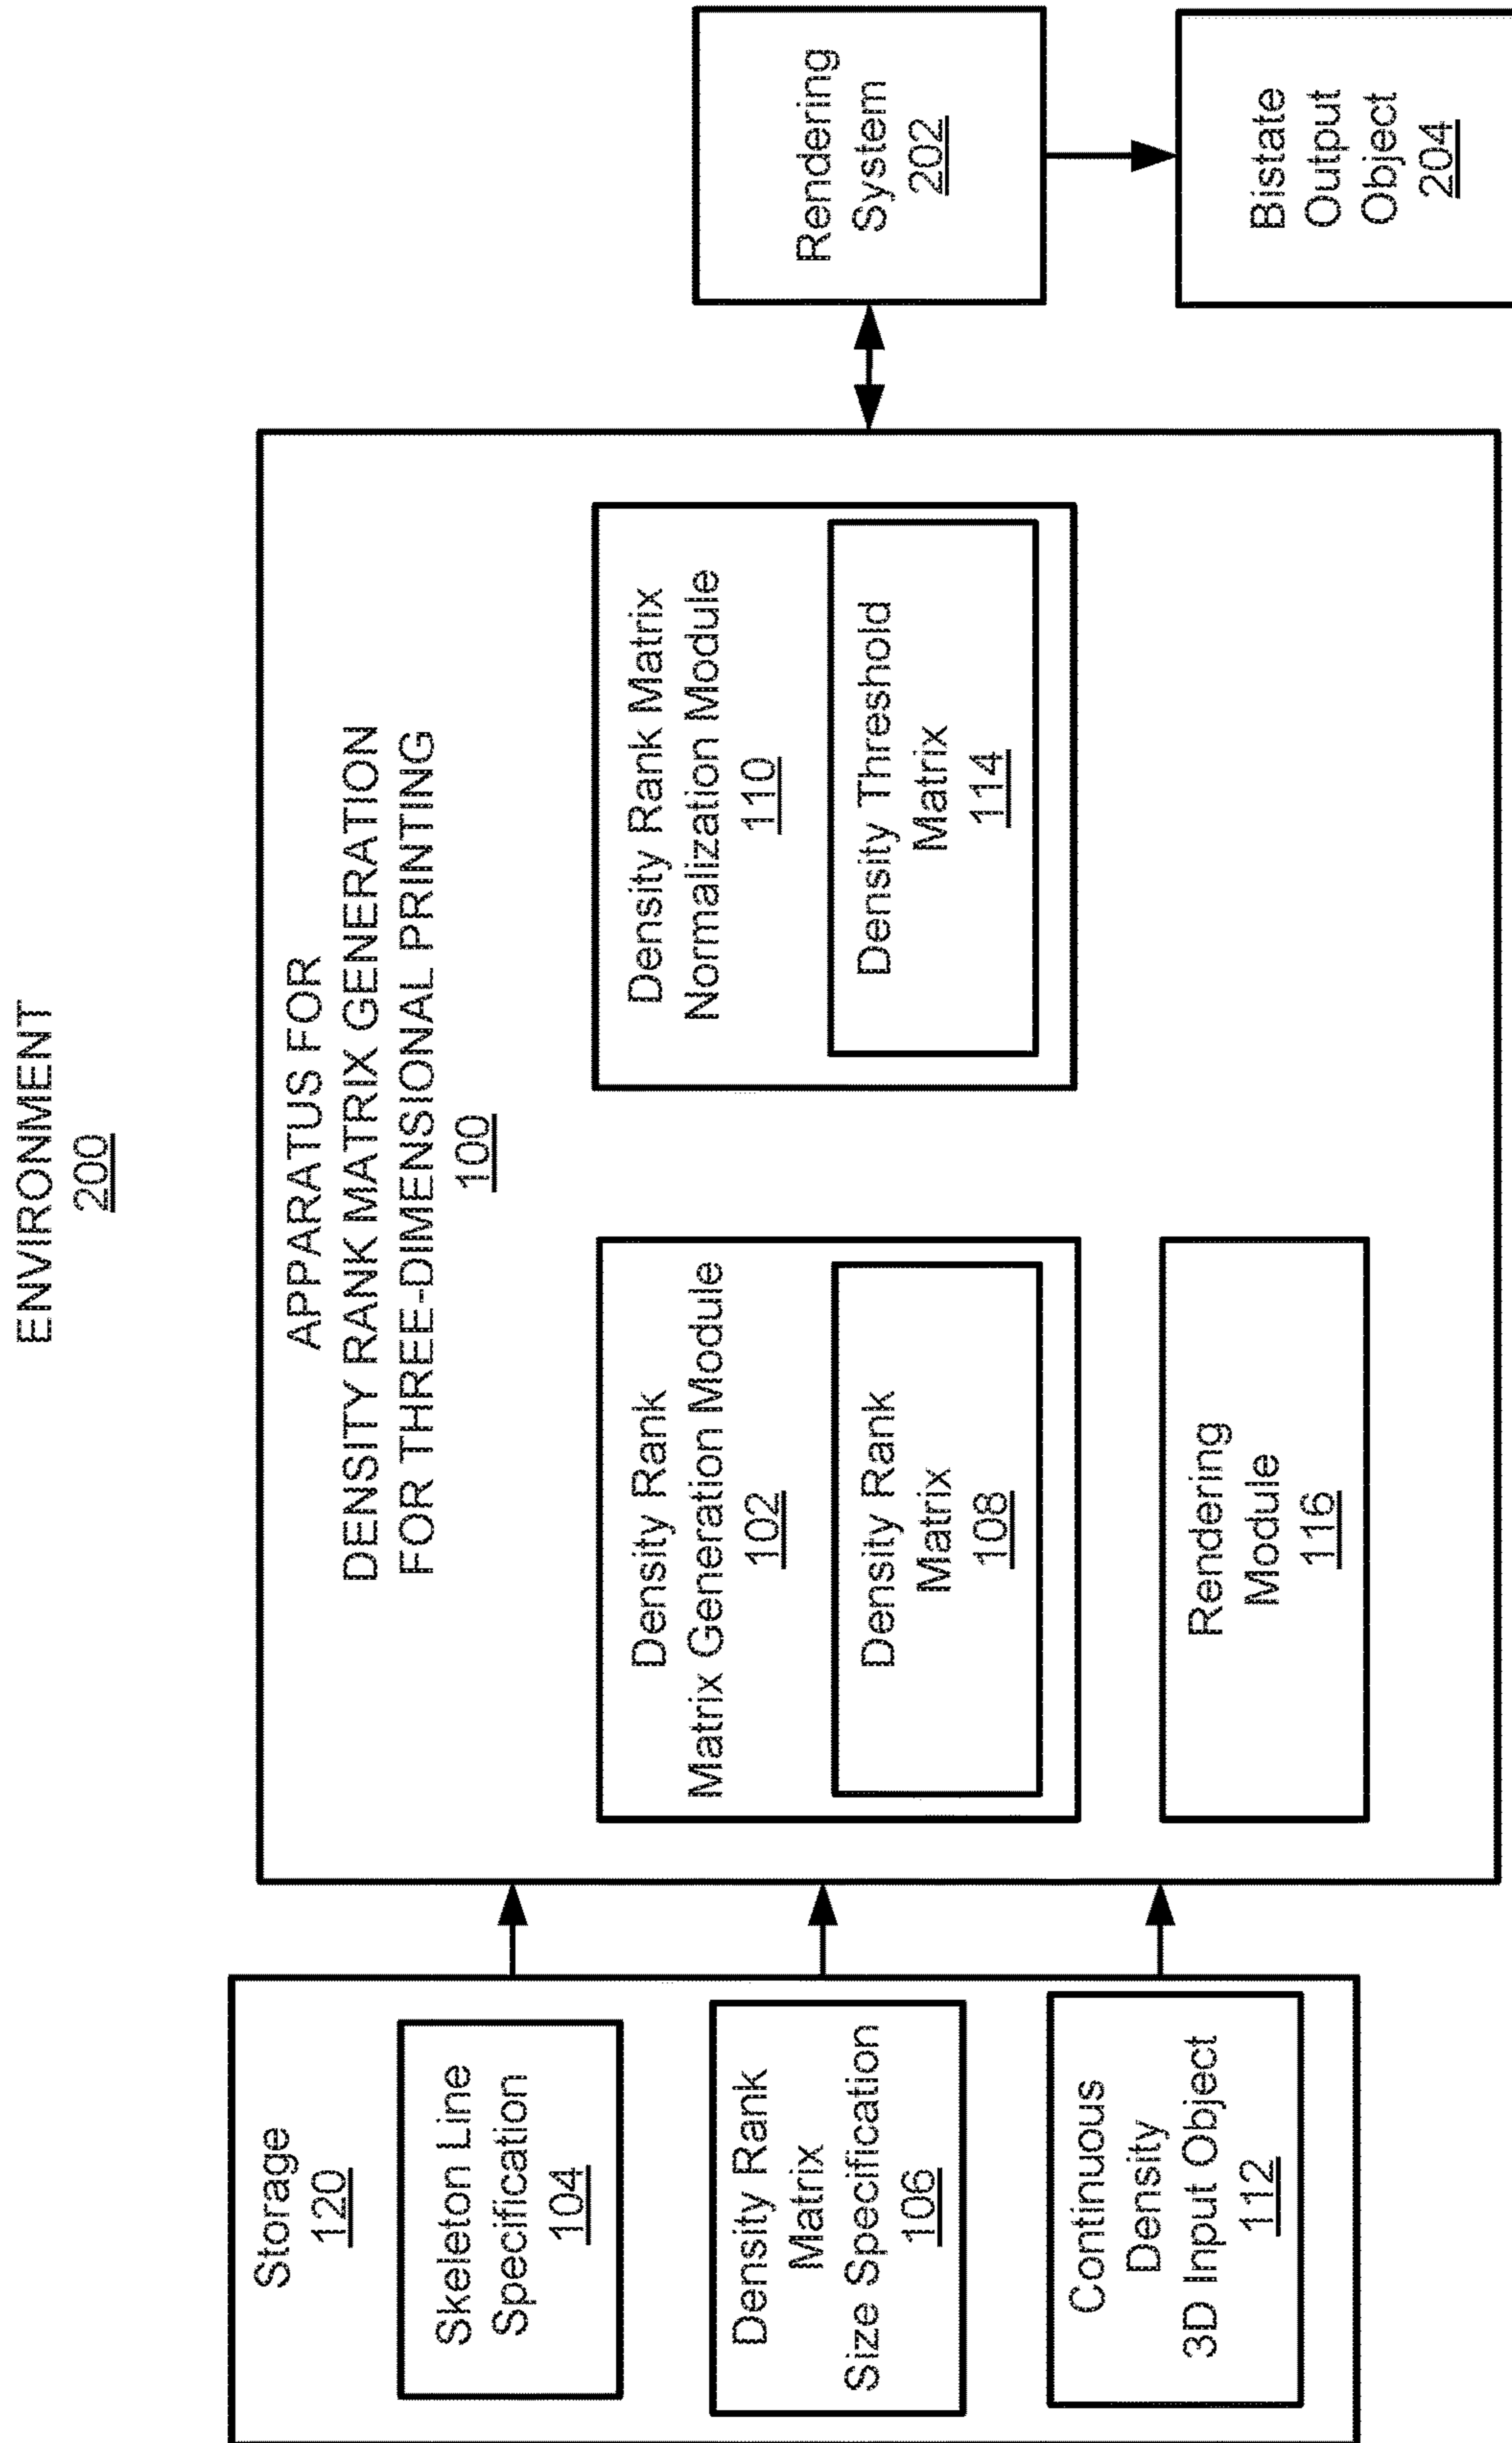 ENVIRONMENT
200
Storage
120
Skeleton Line
Specification
104
Density Rank
Matrix
Size Specification
106
Continuous
Density
3D Input Object
112
APPARATUS FOR
DENSITY RANK MATRIX GENERATION
FOR THREE-DIMENSIONAL PRINTING
100
Density Rank
Matrix Generation Module
102
Density Rank
Matrix
108
Rendering
Module
116
Density Rank Matrix
Normalization Module
110
Density Threshold
Matrix
114
Rendering
System
202
Bistate
Output
Object
204